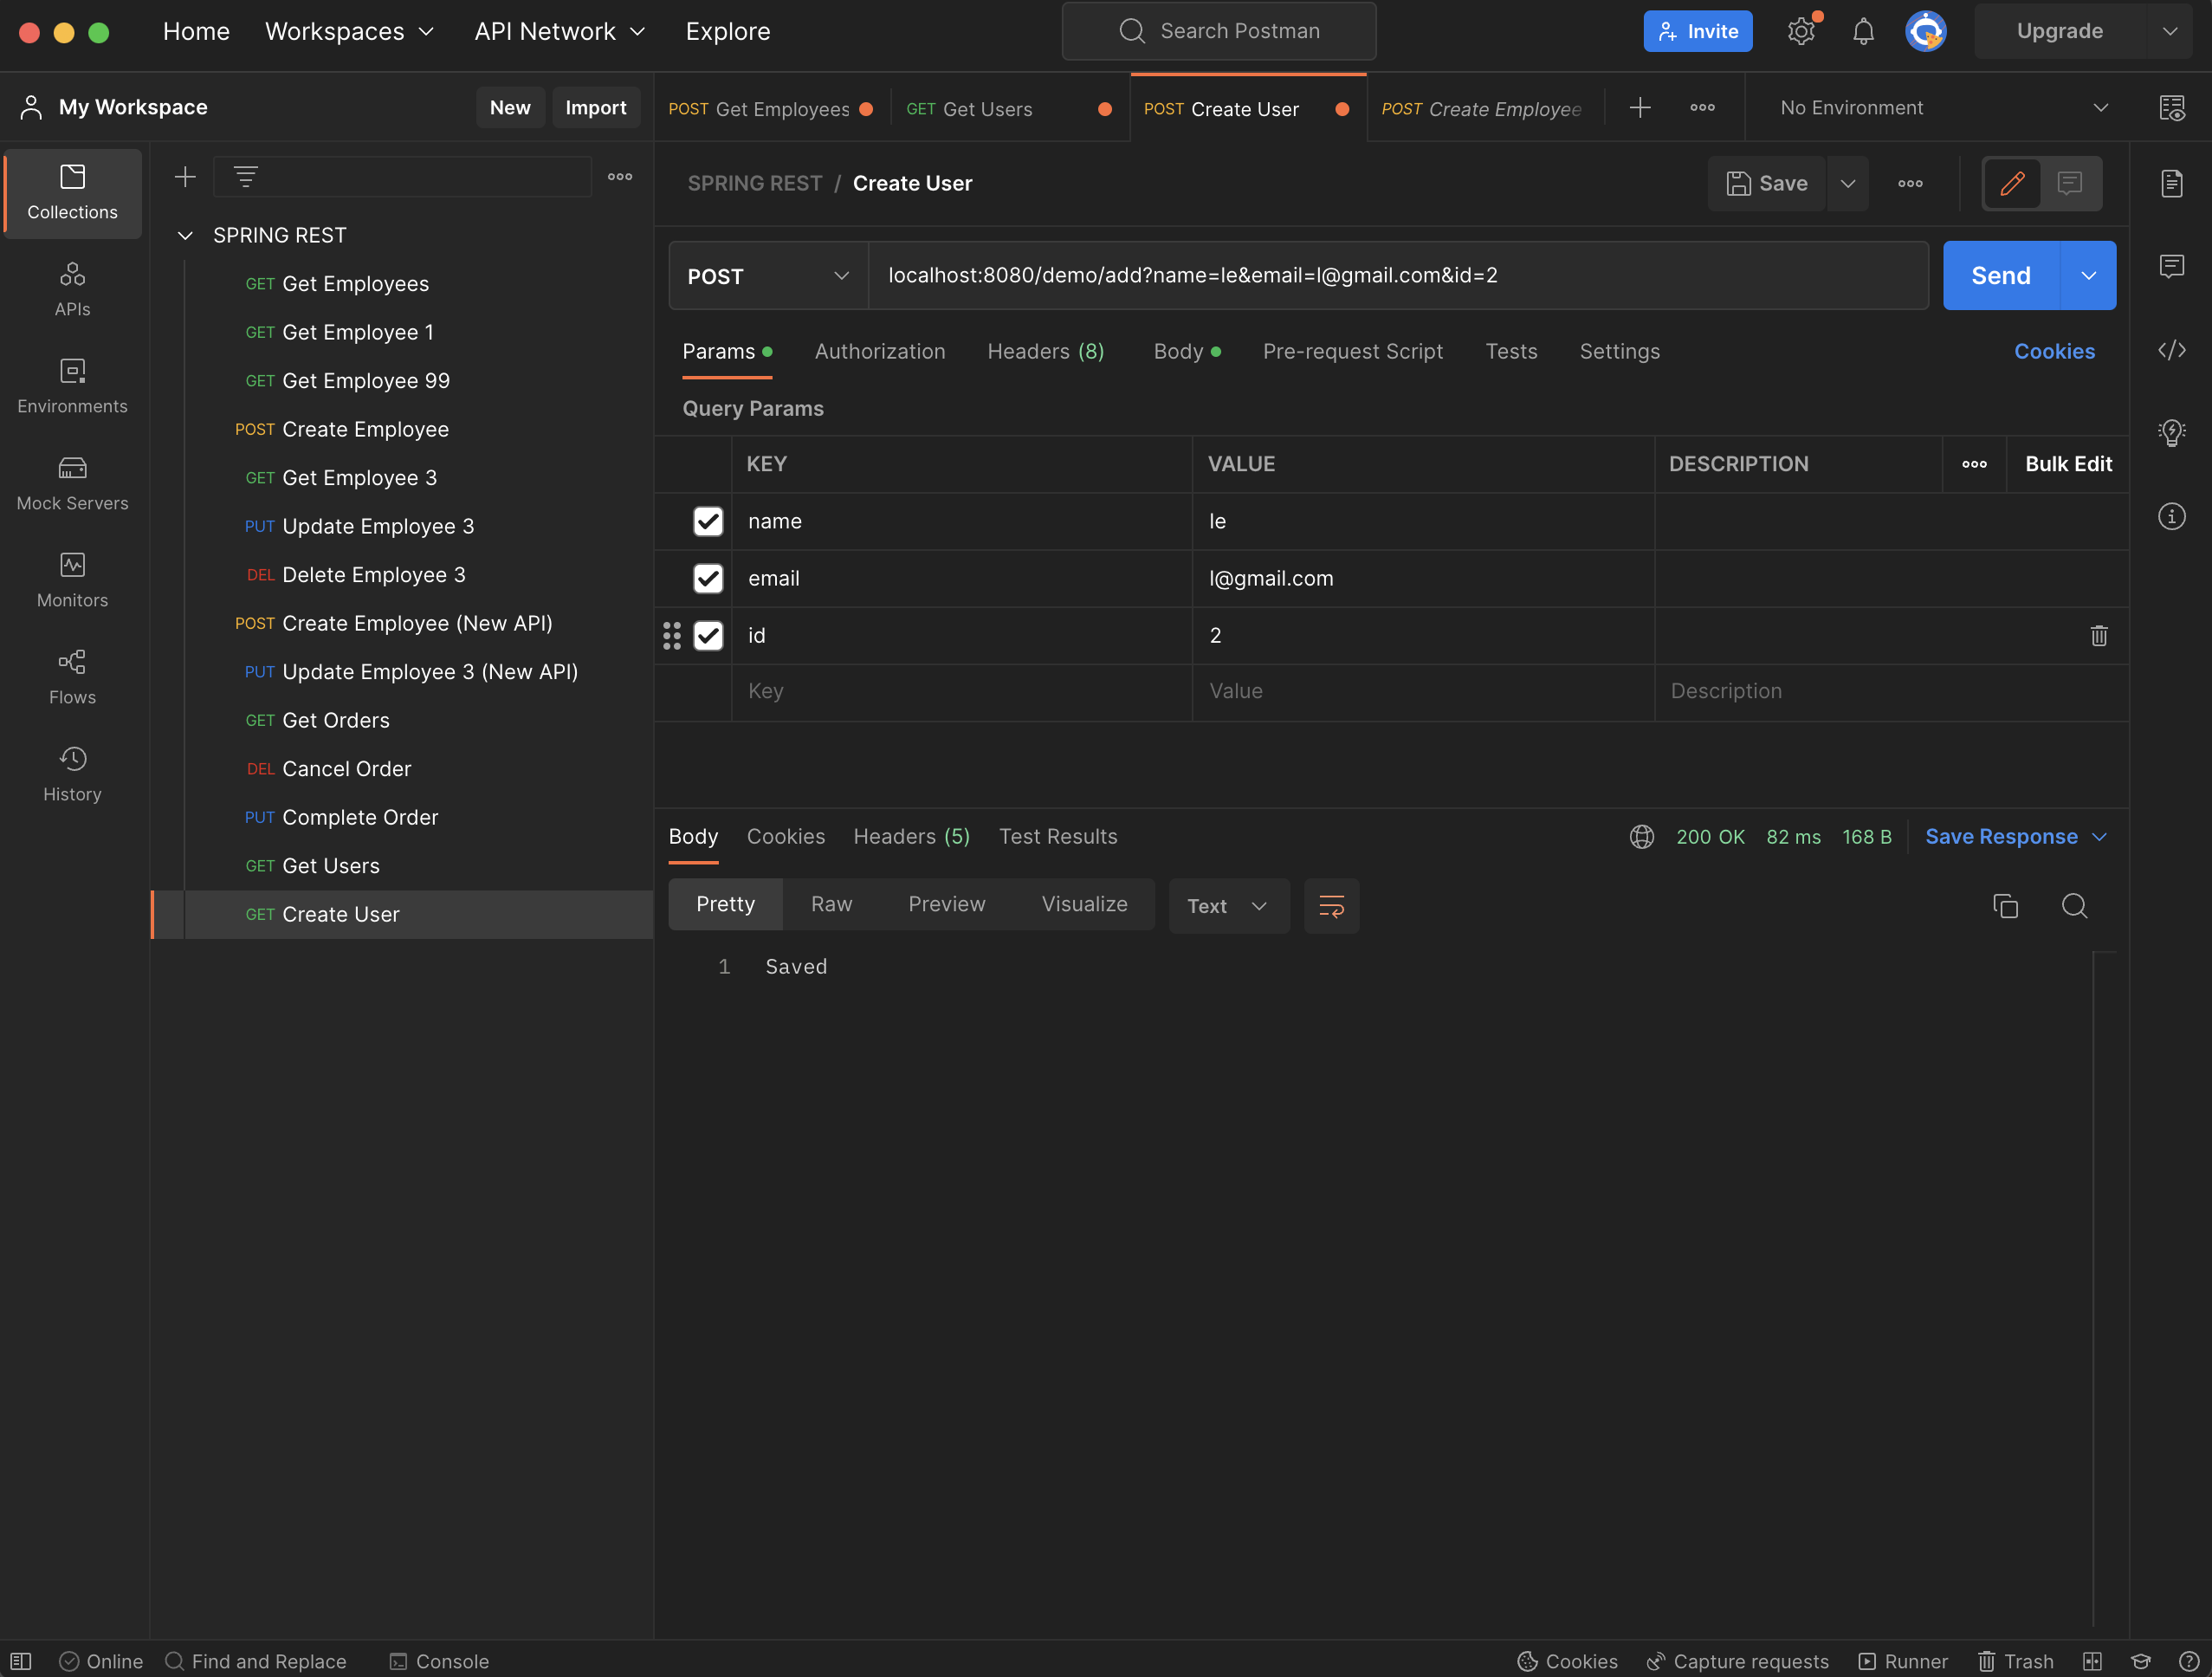 Home Workspaces API Network Explore Search Postman Invite Upgrade
My Workspace New Import
POST Get Employees GET Get Users POST Create User POST Create Employee No Environment
Collections
APIs
Environments
Mock Servers
Monitors
Flows
History
SPRING REST
GET Get Employees
GET Get Employee 1
GET Get Employee 99
POST Create Employee
GET Get Employee 3
PUT Update Employee 3
DEL Delete Employee 3
POST Create Employee (New API)
PUT Update Employee 3 (New API)
GET Get Orders
DEL Cancel Order
PUT Complete Order
GET Get Users
GET Create User
SPRING REST / Create User Save
POST localhost:8080/demo/add?name=le&email=l@gmail.com&id=2 Send
Params Authorization Headers (8) Body Pre-request Script Tests Settings Cookies
Query Params
KEY VALUE DESCRIPTION Bulk Edit
name le
email l@gmail.com
id 2
Key Value Description
Body Cookies Headers (5) Test Results 200 OK 82 ms 168 B Save Response
Pretty Raw Preview Visualize Text
1 Saved
Online Find and Replace Console Cookies Capture requests Runner Trash